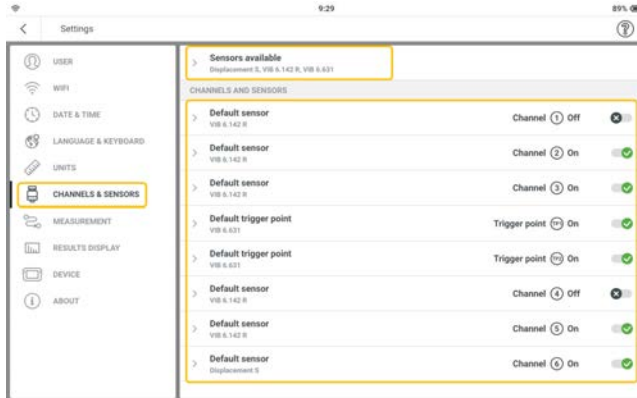 9:29
89%
Settings
USER
WIFI
DATE & TIME
LANGUAGE & KEYBOARD
UNITS
CHANNELS & SENSORS
MEASUREMENT
RESULTS DISPLAY
DEVICE
ABOUT
Sensors available
Displacement S, VIB 6.142 R, VIB 6.631
CHANNELS AND SENSORS
Default sensor Channel 1 Off
VIB 6.142 R
Default sensor Channel 2 On
VIB 6.142 R
Default sensor Channel 3 On
VIB 6.142 R
Default trigger point Trigger point TP1 On
VIB 6.631
Default trigger point Trigger point TP2 On
VIB 6.631
Default sensor Channel 4 Off
VIB 6.142 R
Default sensor Channel 5 On
VIB 6.142 R
Default sensor Channel 6 On
Displacement S